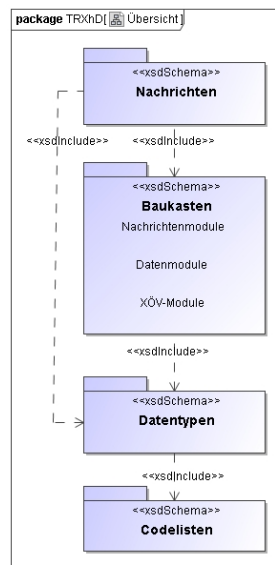 package TRXhD[ Übersicht ]
<<xsdSchema>>
Nachrichten
<<xsdInclude>> <<xsdInclude>>
<<xsdSchema>>
Baukasten
Nachrichtenmodule
Datenmodule
XÖV-Module
<<xsdInclude>>
<<xsdSchema>>
Datentypen
<<xsdInclude>>
<<xsdSchema>>
Codelisten